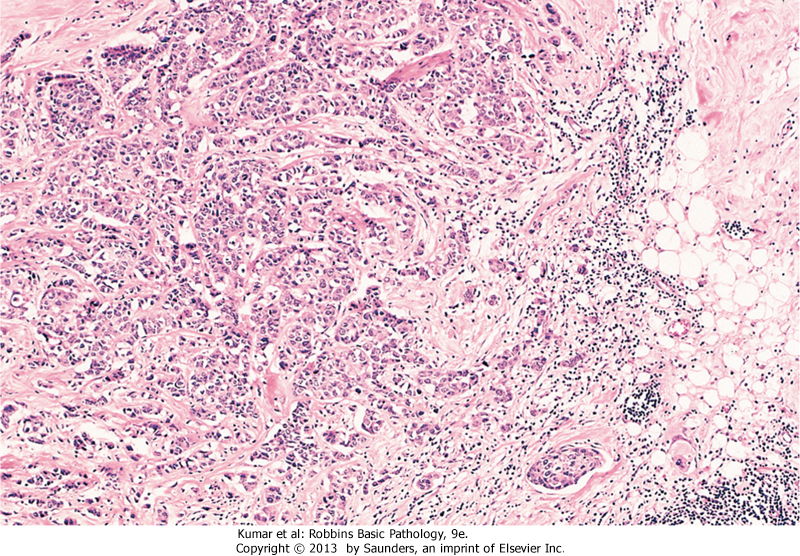 Kumar et al: Robbins Basic Pathology, 9e.
Copyright © 2013 by Saunders, an imprint of Elsevier Inc.